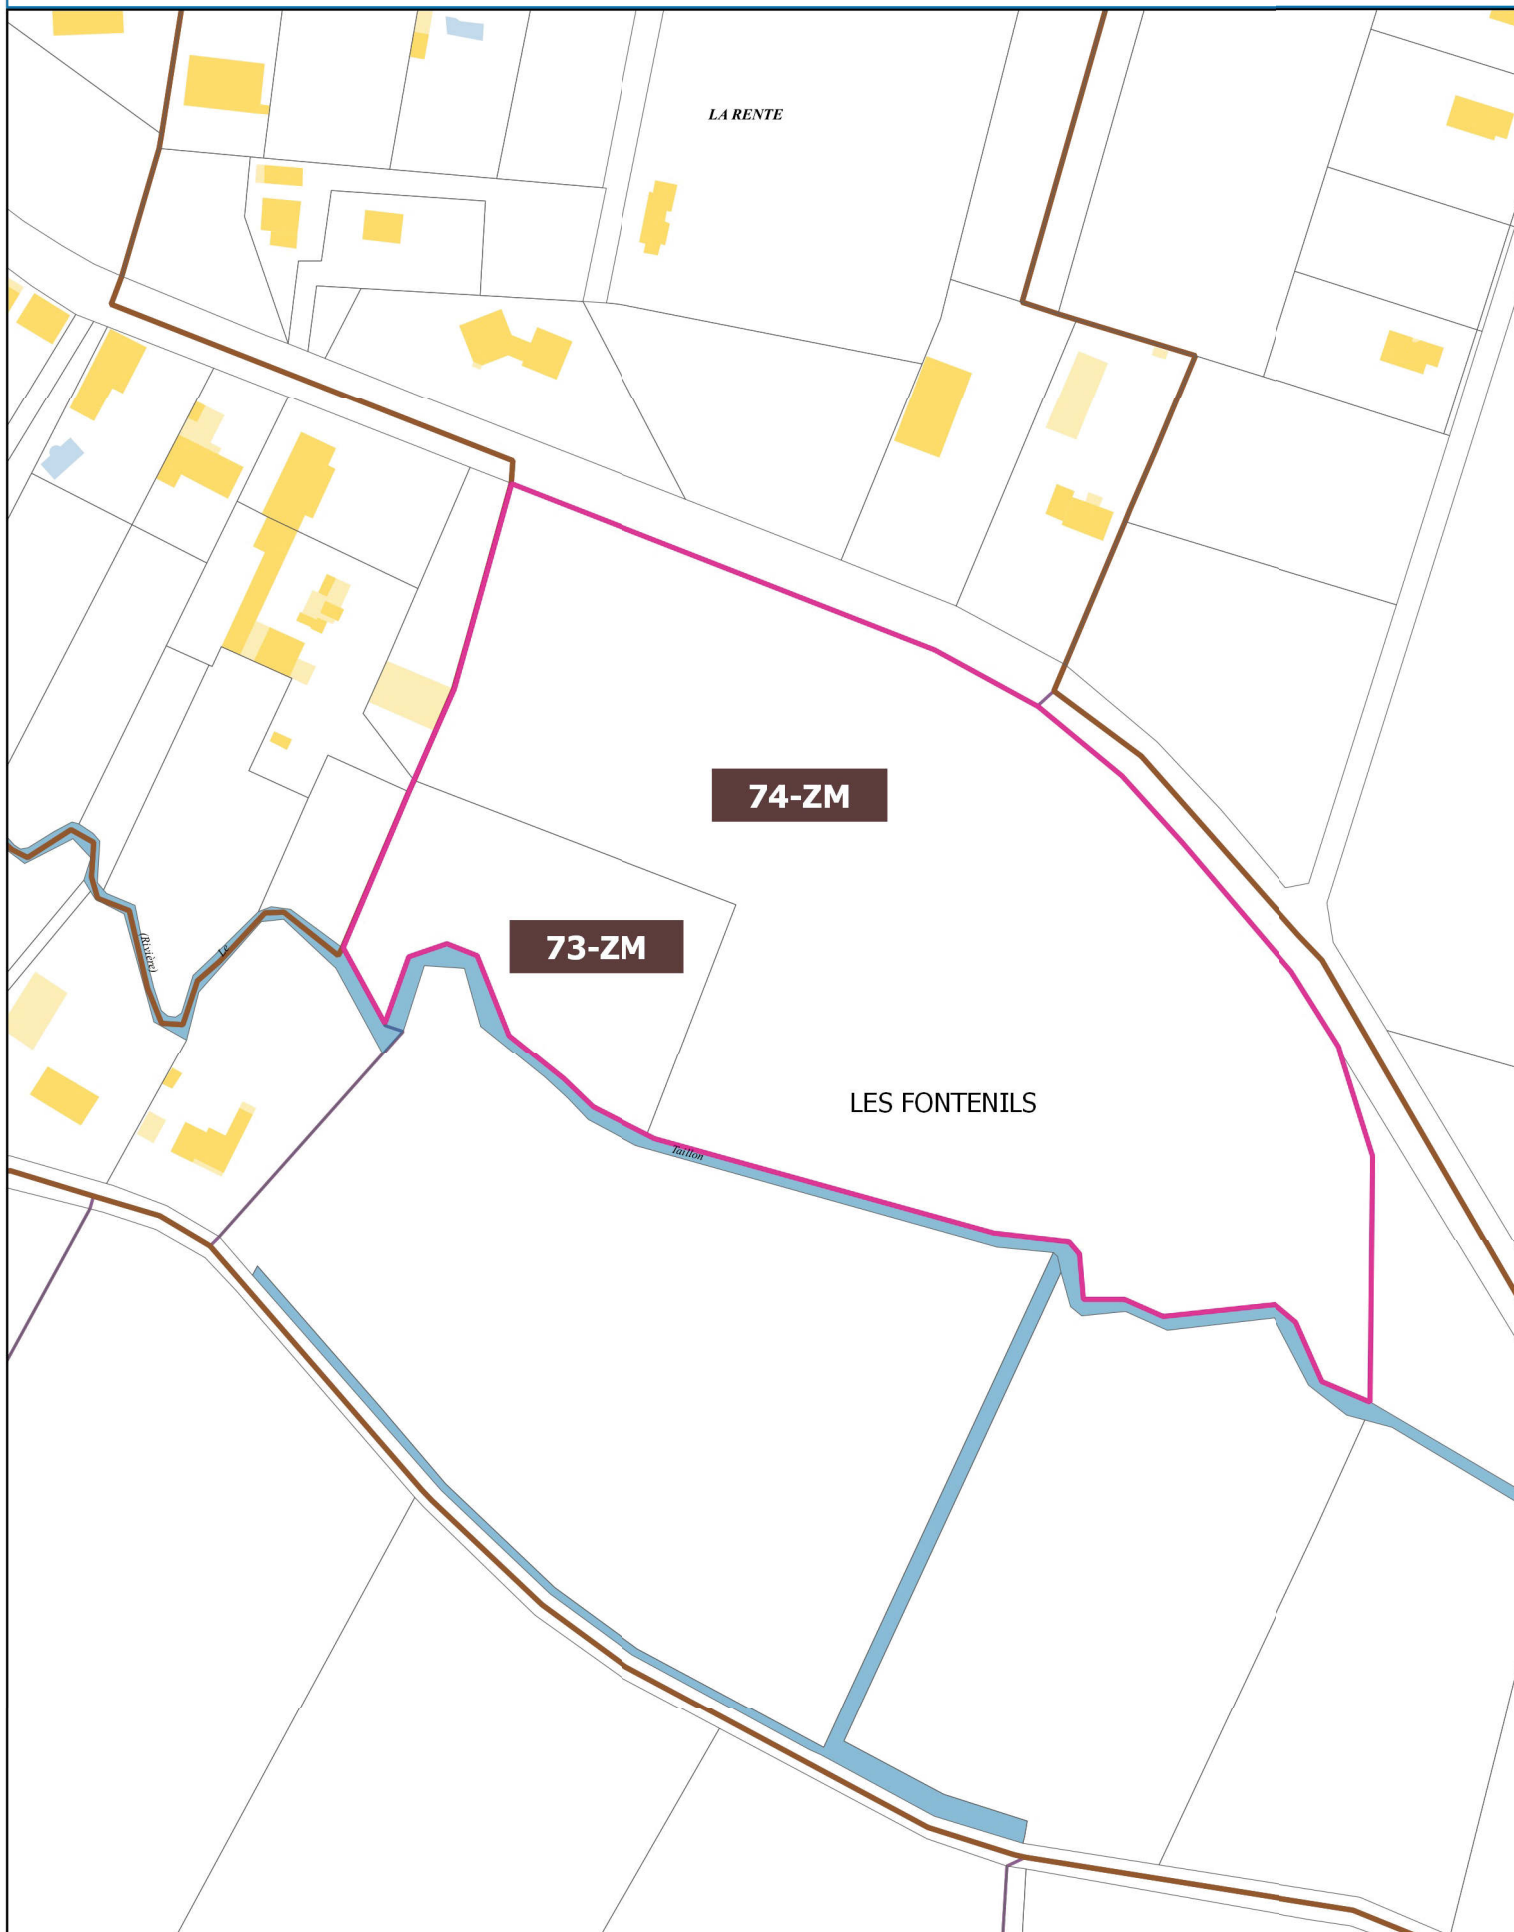 LA RENTE
74-ZM
73-ZM
(Rivière)
Le
LES FONTENILS
Taillon